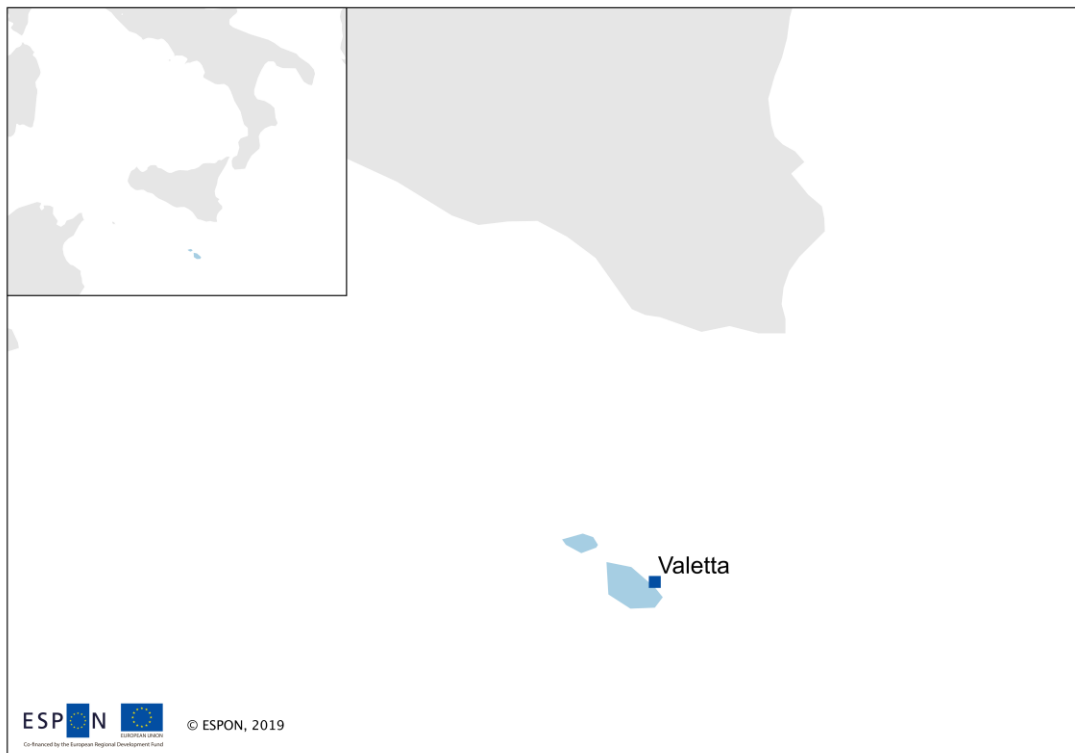 Valetta
ESPON
EUROPEAN UNION
© ESPON, 2019
Co-financed by the European Regional Development Fund